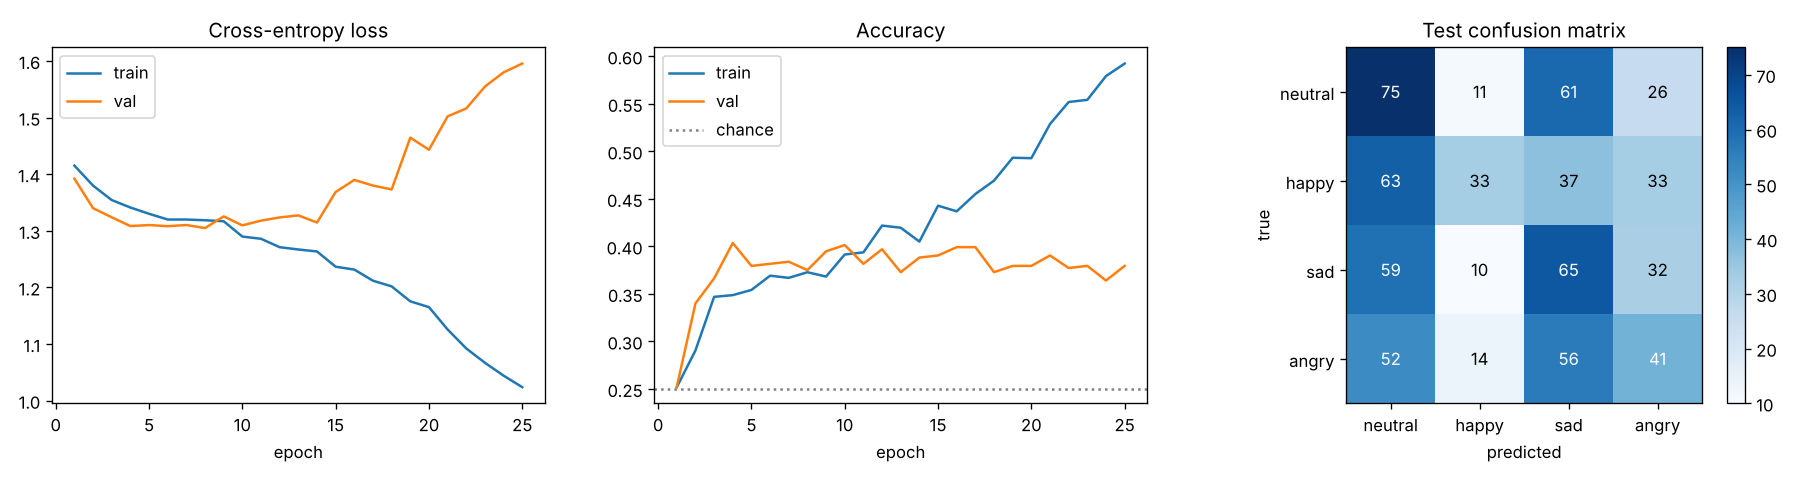 Cross-entropy loss
train
val
1.6
1.5
1.4
1.3
1.2
1.1
1.0
0 5 10 15 20 25
epoch
Accuracy
train
val
chance
0.60
0.55
0.50
0.45
0.40
0.35
0.30
0.25
0 5 10 15 20 25
epoch
Test confusion matrix
true
neutral 75 11 61 26
happy 63 33 37 33
sad 59 10 65 32
angry 52 14 56 41
neutral happy sad angry
predicted
70
60
50
40
30
20
10